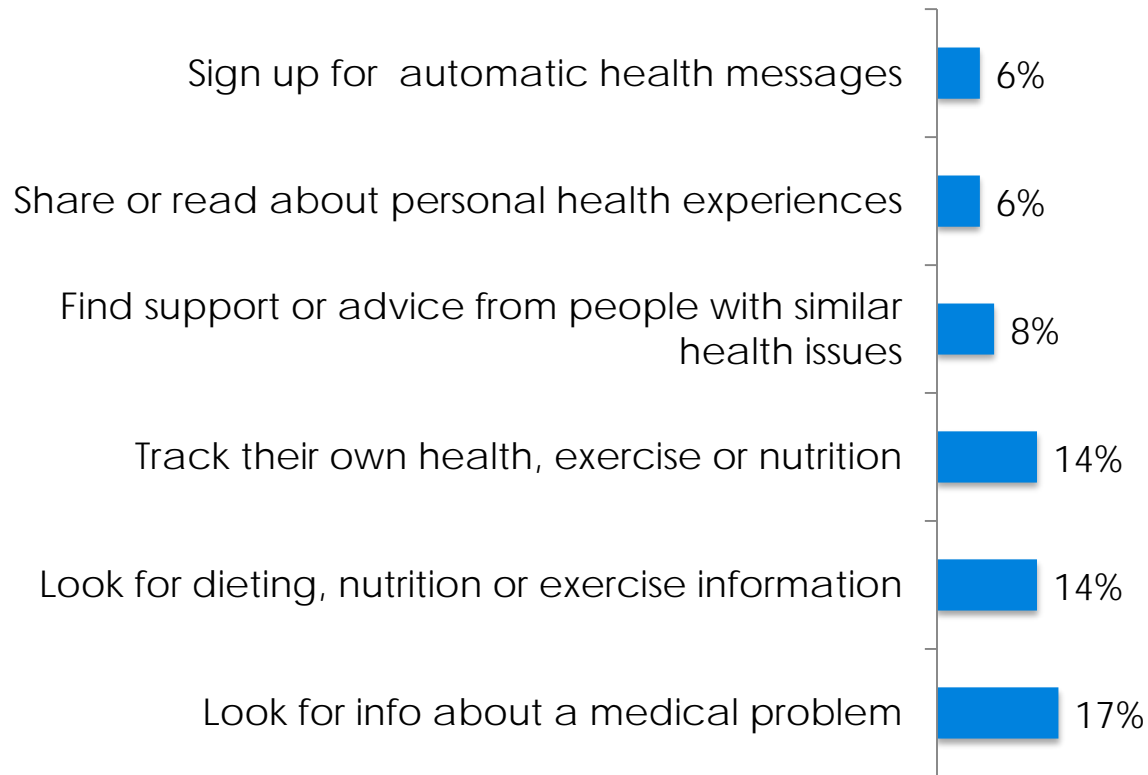 Sign up for  automatic health messages
6%
Share or read about personal health experiences
6%
Find support or advice from people with similar
health issues
8%
Track their own health, exercise or nutrition
14%
Look for dieting, nutrition or exercise information
14%
Look for info about a medical problem
17%